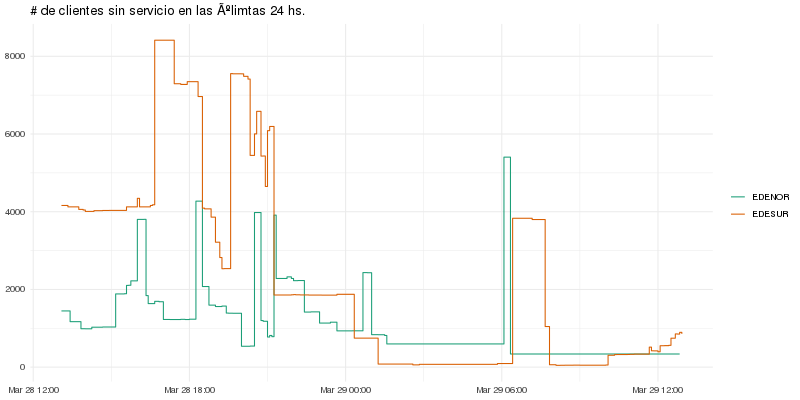 # de clientes sin servicio en las Ãºlimtas 24 hs.
8000
6000
4000
2000
0
Mar 28 12:00
Mar 28 18:00
Mar 29 00:00
Mar 29 06:00
Mar 29 12:00
EDENOR
EDESUR